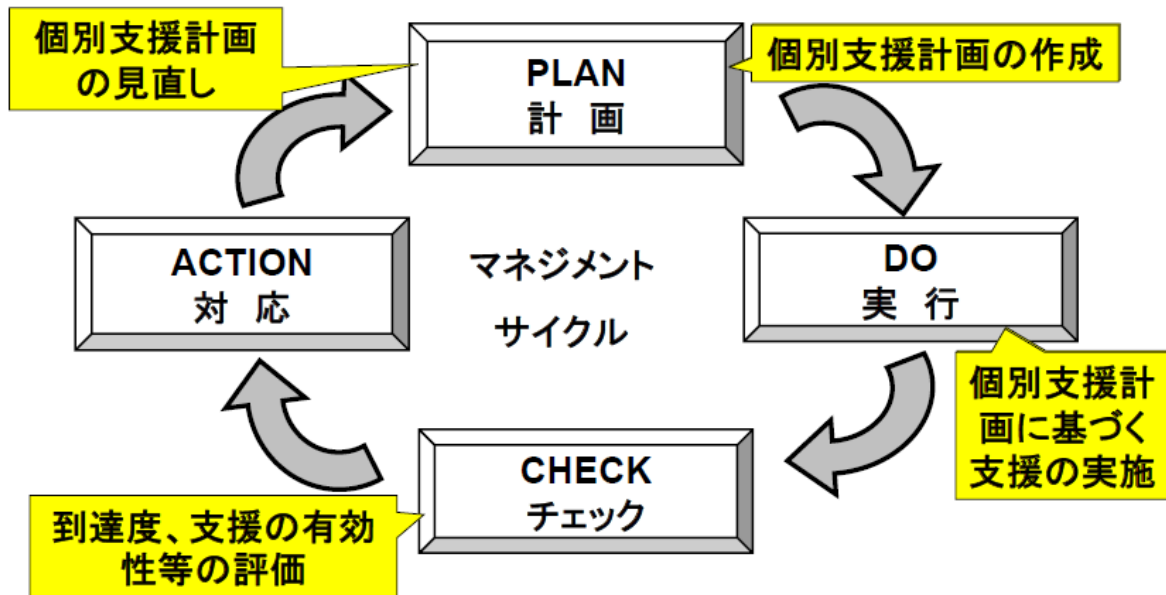 個別支援計画
の見直し
PLAN
計 画
個別支援計画の作成
ACTION
対 応
マネジメント
サイクル
DO
実 行
個別支援計
画に基づく
支援の実施
CHECK
チェック
到達度、支援の有効
性等の評価